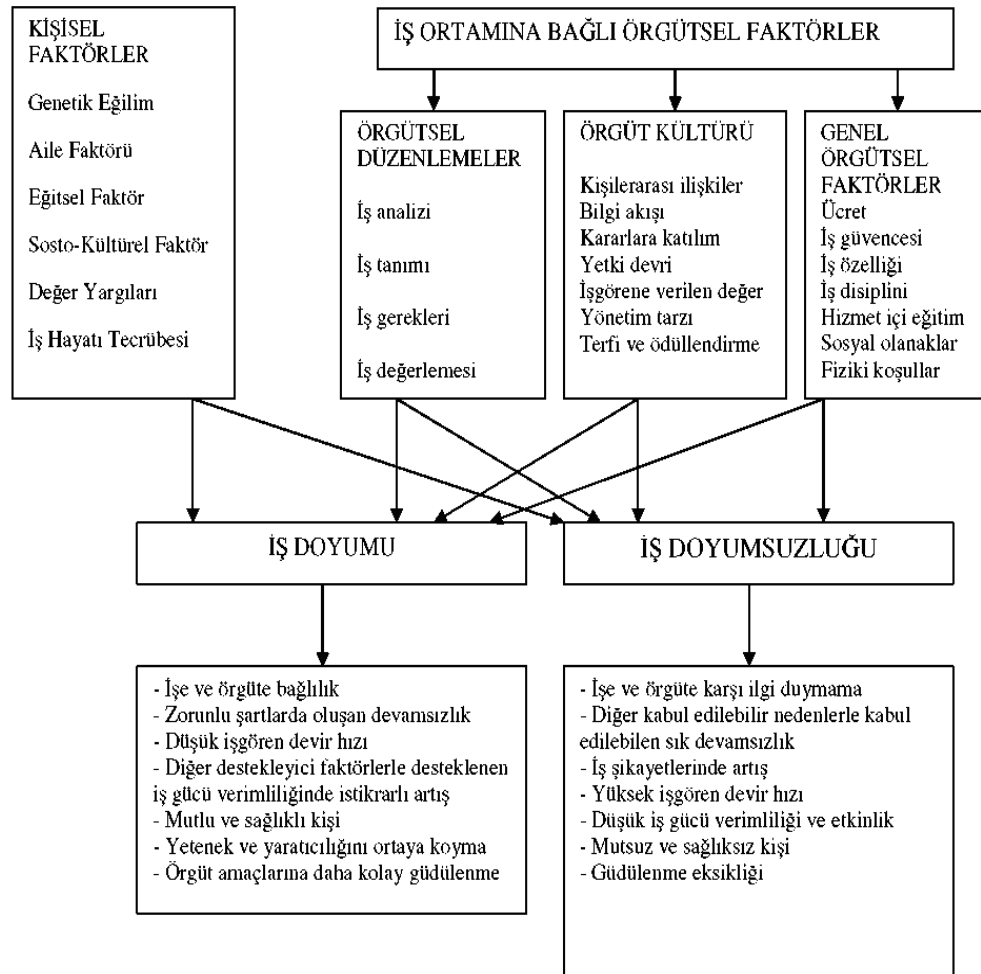 KİŞİSEL
FAKTÖRLER
Genetik Eğilim
Aile Faktörü
Eğitsel Faktör
Sosto-Kültürel Faktör
Değer Yargıları
İş Hayatı Tecrübesi
İŞ ORTAMINA BAĞLI ÖRGÜTSEL FAKTÖRLER
ÖRGÜTSEL
DÜZENLEMELER
İş analizi
İş tanımı
İş gerekleri
İş değerlemesi
ÖRGÜT KÜLTÜRÜ
Kişilerarası ilişkiler
Bilgi akışı
Kararlara katılım
Yetki devri
İşgörene verilen değer
Yönetim tarzı
Terfi ve ödüllendirme
GENEL
ÖRGÜTSEL
FAKTÖRLER
Ücret
İş güvencesi
İş özelliği
İş disiplini
Hizmet içi eğitim
Sosyal olanaklar
Fiziki koşullar
İŞ DOYUMU
İŞ DOYUMSUZLUĞU
- İşe ve örgüte bağlılık
- Zorunlu şartlarda oluşan devamsızlık
- Düşük işgören devir hızı
- Diğer destekleyici faktörlerle desteklenen
iş gücü verimliliğinde istikrarlı artış
- Mutlu ve sağlıklı kişi
- Yetenek ve yaratıcılığını ortaya koyma
- Örgüt amaçlarına daha kolay güdülenme
- İşe ve örgüte karşı ilgi duymama
- Diğer kabul edilebilir nedenlerle kabul
edilebilen sık devamsızlık
- İş şikayetlerinde artış
- Yüksek işgören devir hızı
- Düşük iş gücü verimliliği ve etkinlik
- Mutsuz ve sağlıksız kişi
- Güdülenme eksikliği